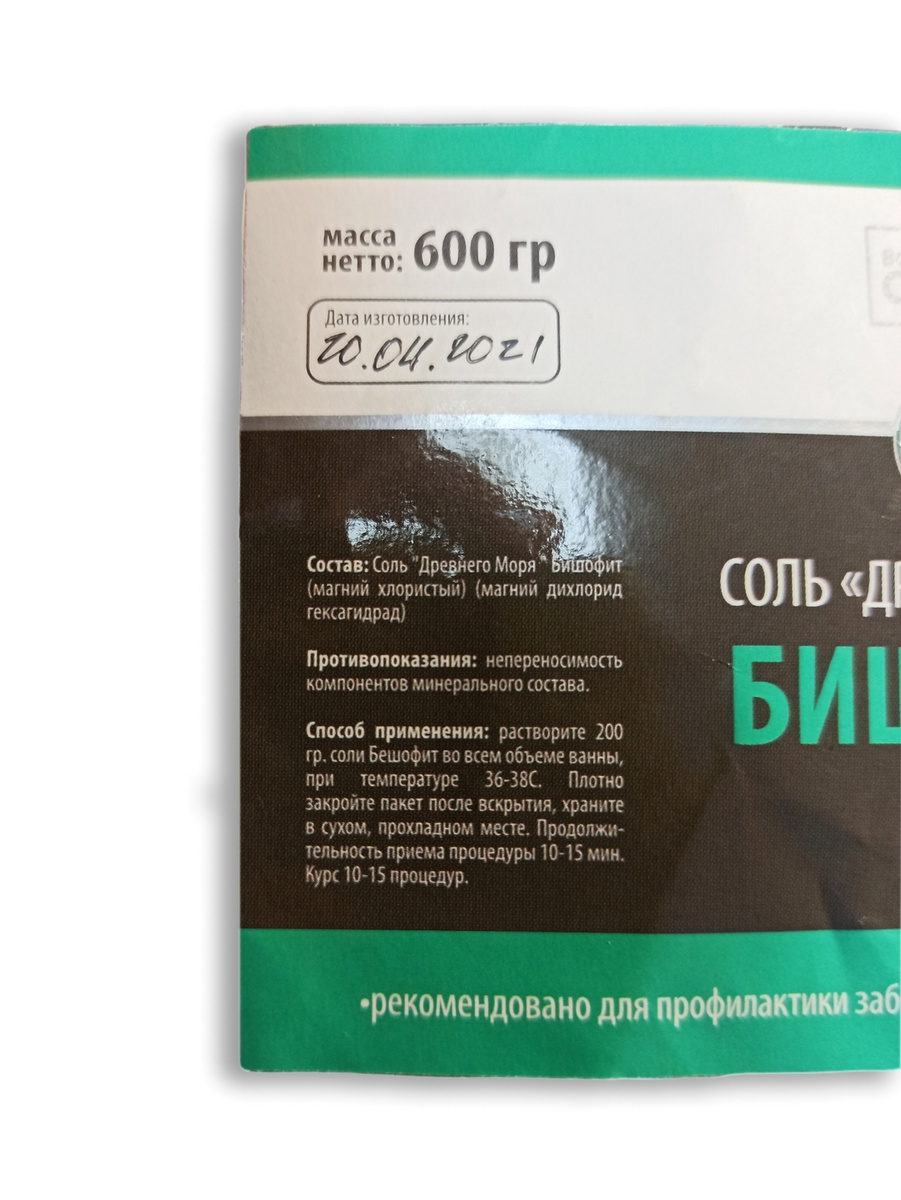 масса
нетто: 600 гр
Дата изготовления:
20.04.2021
Состав: Соль "Древнего Моря " Бишофит
(магний хлористый) (магний дихлорид
гексагидрад)
Противопоказания: непереносимость
компонентов минерального состава.
Способ применения: растворите 200
гр. соли Бешофит во всем объеме ванны,
при температуре 36-38С. Плотно
закройте пакет после вскрытия, храните
в сухом, прохладном месте. Продолжи-
тельность приема процедуры 10-15 мин.
Курс 10-15 процедур.
СОЛЬ «ДР
БИШ
•рекомендовано для профилактики заб